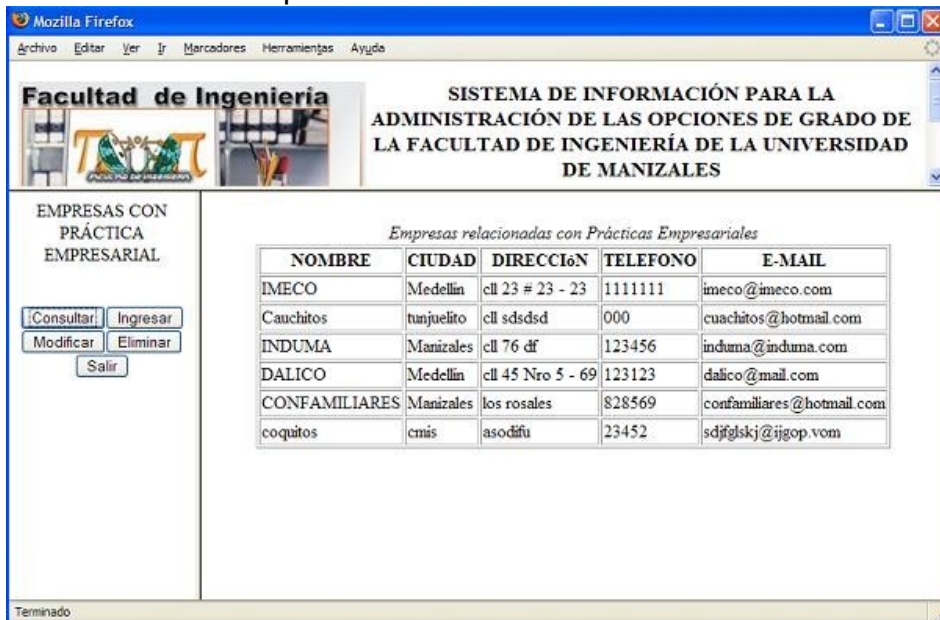 Mozilla Firefox
Archivo Editar Ver Ir Marcadores Herramientas Ayuda
Facultad de Ingeniería
SISTEMA DE INFORMACIÓN PARA LA
ADMINISTRACIÓN DE LAS OPCIONES DE GRADO DE
LA FACULTAD DE INGENIERÍA DE LA UNIVERSIDAD
DE MANIZALES
FACULTAD DE INGENIERIA
EMPRESAS CON
PRÁCTICA
EMPRESARIAL
Consultar Ingresar
Modificar Eliminar
Salir
Empresas relacionadas con Prácticas Empresariales
NOMBRE CIUDAD DIRECCIóN TELEFONO E-MAIL
IMECO Medellin cll 23 # 23 - 23 1111111 imeco@imeco.com
Cauchitos tunjuelito cll sdsdsd 000 cuachitos@hotmail.com
INDUMA Manizales cll 76 df 123456 induma@induma.com
DALICO Medellin cll 45 Nro 5 - 69 123123 dalico@mail.com
CONFAMILIARES Manizales los rosales 828569 confamiliares@hotmail.com
coquitos cmis asodifu 23452 sdjfglskj@ijgop.vom
Terminado